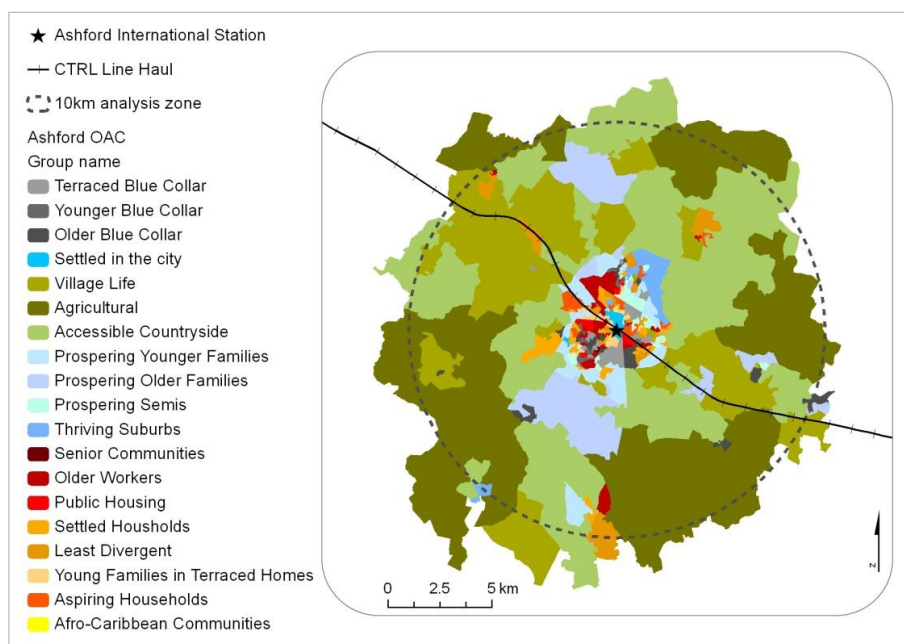 Ashford International Station
CTRL Line Haul
10km analysis zone
Ashford OAC
Group name
Terraced Blue Collar
Younger Blue Collar
Older Blue Collar
Settled in the city
Village Life
Agricultural
Accessible Countryside
Prospering Younger Families
Prospering Older Families
Prospering Semis
Thriving Suburbs
Senior Communities
Older Workers
Public Housing
Settled Housholds
Least Divergent
Young Families in Terraced Homes
Aspiring Households
Afro-Caribbean Communities
0 2.5 5 km
N